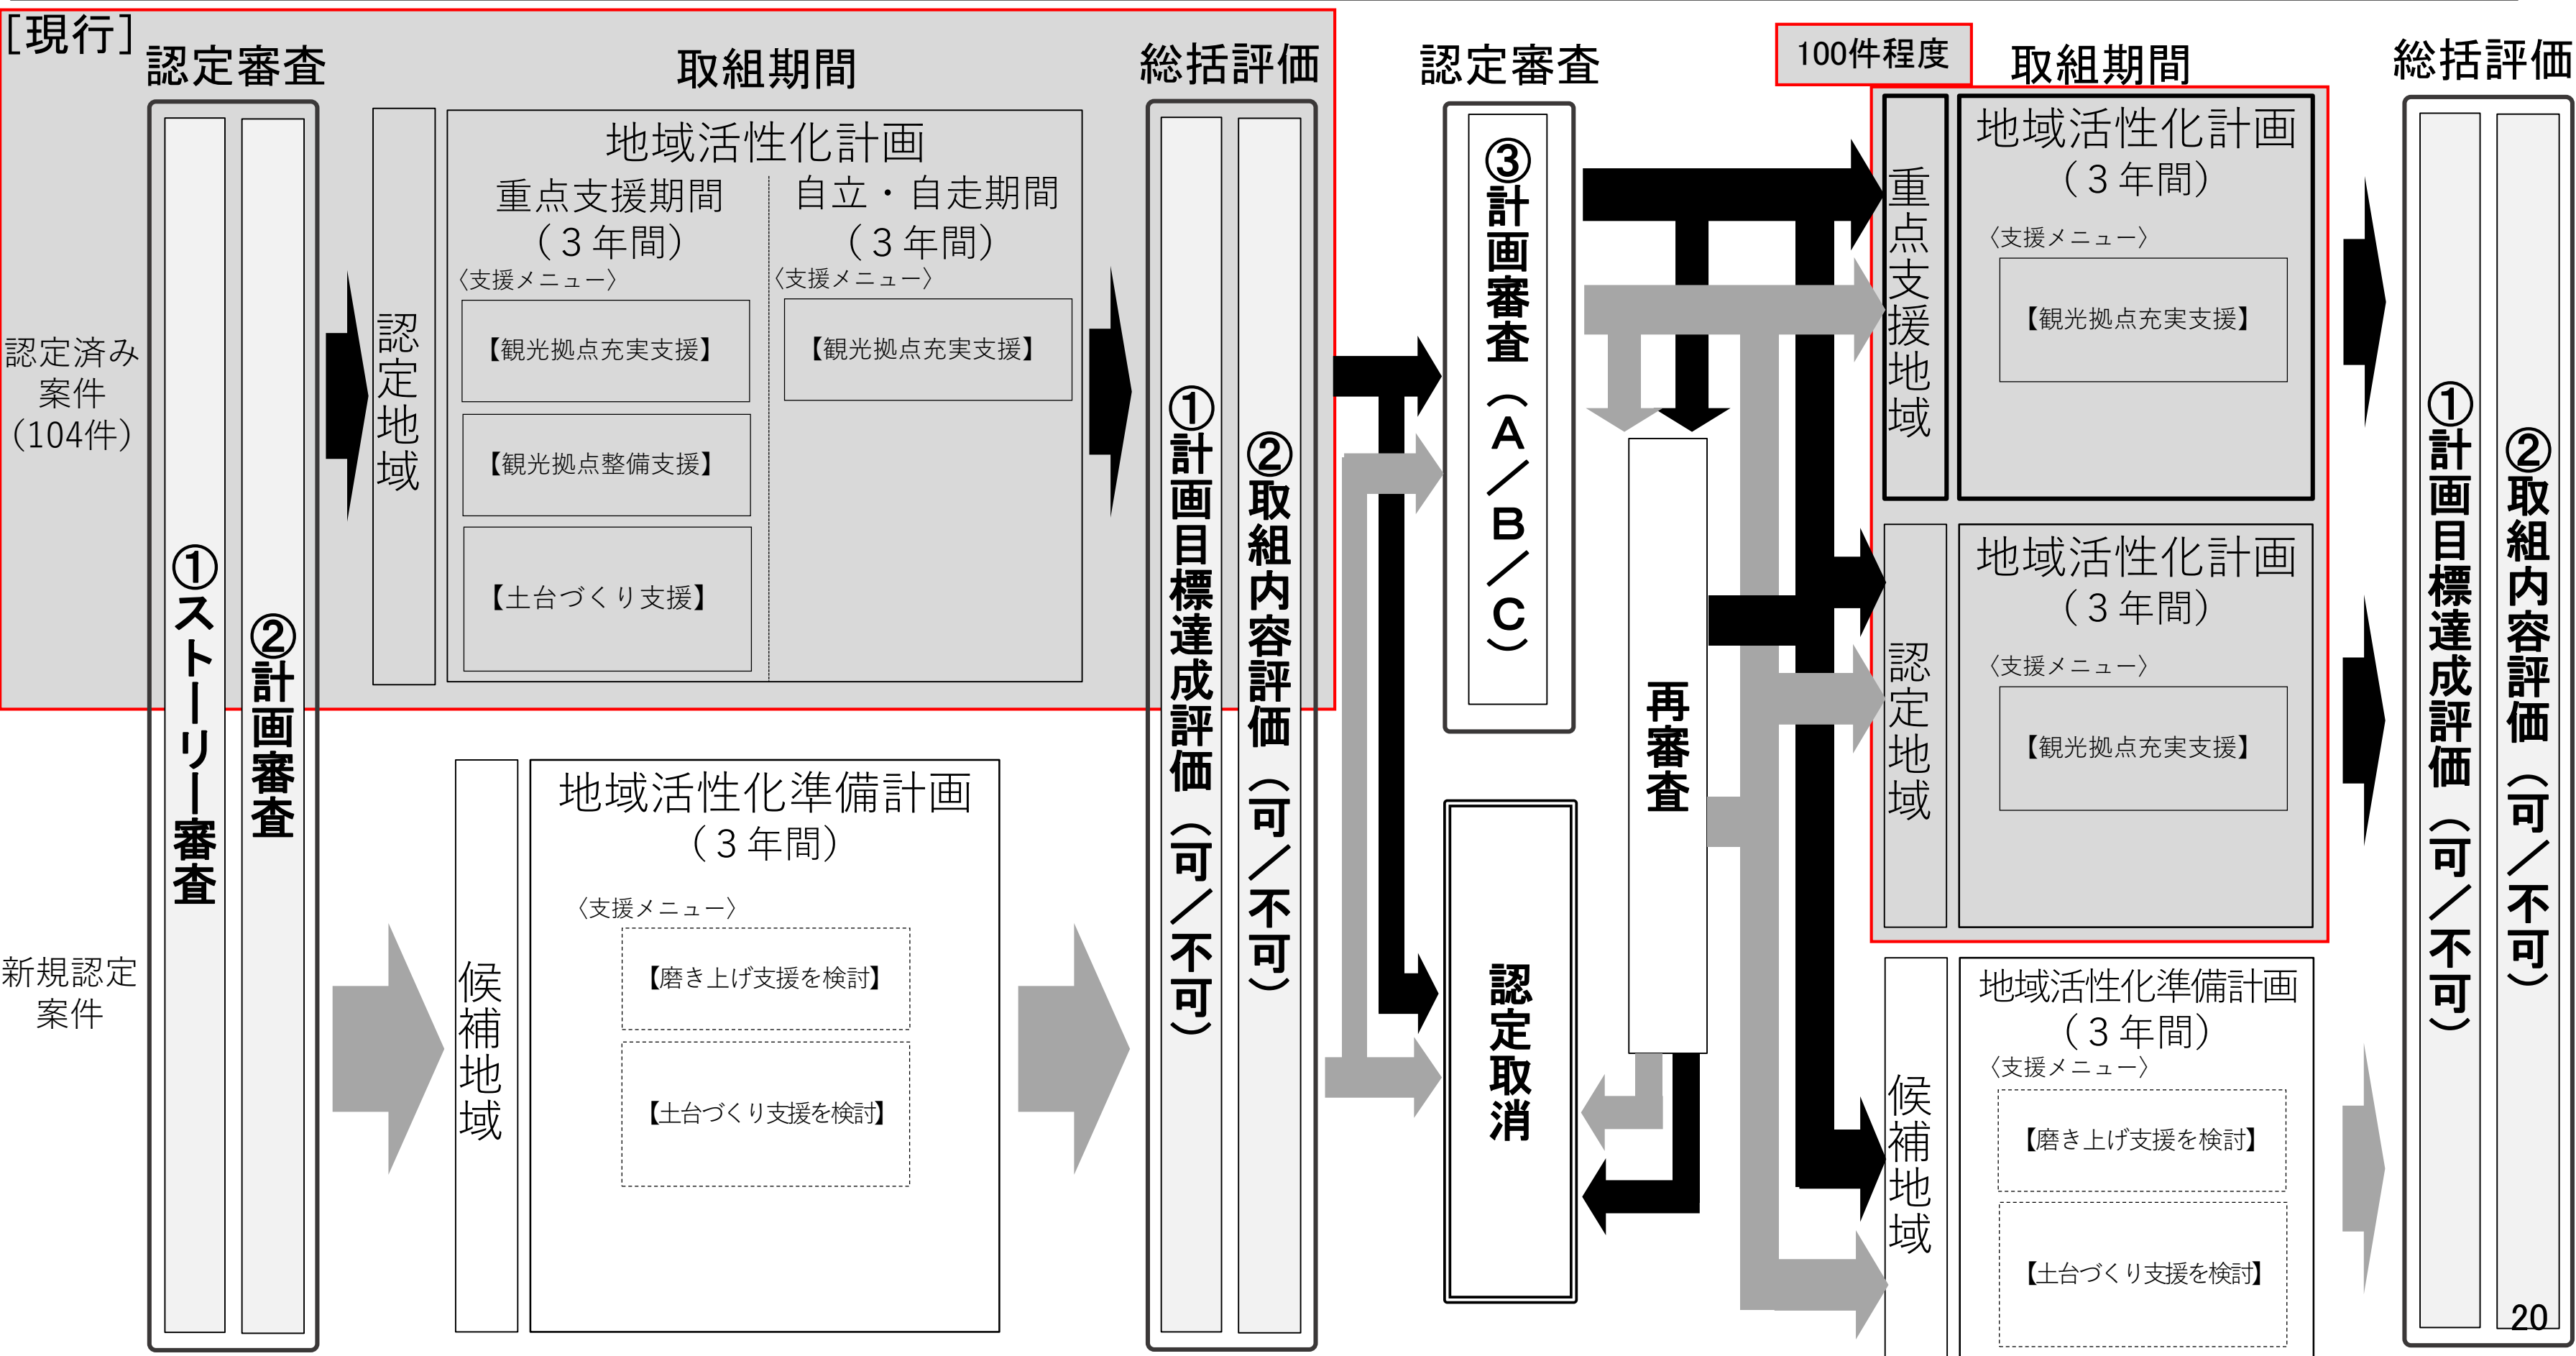 [現行]
認定審査
取組期間
総括評価
認定審査
100件程度
取組期間
総括評価
認定済み
案件
(104件)
新規認定
案件
①ストーリー審査
②計画審査
認定地域
地域活性化計画
重点支援期間
(3年間)
〈支援メニュー〉
【観光拠点充実支援】
【観光拠点整備支援】
【土台づくり支援】
自立・自走期間
(3年間)
〈支援メニュー〉
【観光拠点充実支援】
候補地域
地域活性化準備計画
(3年間)
〈支援メニュー〉
【磨き上げ支援を検討】
【土台づくり支援を検討】
①計画目標達成評価(可/不可)
②取組内容評価(可/不可)
③計画審査(A/B/C)
認定取消
再審査
重点支援地域
地域活性化計画
(3年間)
〈支援メニュー〉
【観光拠点充実支援】
認定地域
地域活性化計画
(3年間)
〈支援メニュー〉
【観光拠点充実支援】
候補地域
地域活性化準備計画
(3年間)
〈支援メニュー〉
【磨き上げ支援を検討】
【土台づくり支援を検討】
①計画目標達成評価(可/不可)
②取組内容評価(可/不可)
20